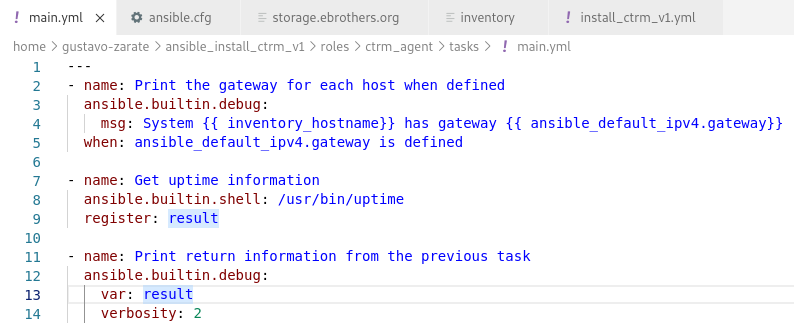 ! main.yml × ansible.cfg storage.ebrothers.org inventory ! install_ctrm_v1.yml
home > gustavo-zarate > ansible_install_ctrm_v1 > roles > ctrm_agent > tasks > ! main.yml
1 ---
2 - name: Print the gateway for each host when defined
3   ansible.builtin.debug:
4     msg: System {{ inventory_hostname}} has gateway {{ ansible_default_ipv4.gateway}}
5   when: ansible_default_ipv4.gateway is defined
6
7 - name: Get uptime information
8   ansible.builtin.shell: /usr/bin/uptime
9   register: result
10
11 - name: Print return information from the previous task
12   ansible.builtin.debug:
13     var: result
14     verbosity: 2